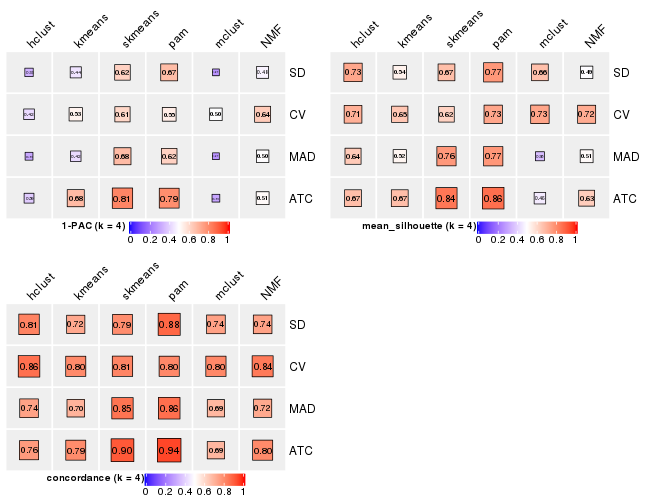 hclust kmeans skmeans pam mclust NMF
0.62 0.67 SD
0.53 0.61 0.55 0.50 0.64 CV
0.68 0.62 0.50 MAD
0.68 0.81 0.79 0.51 ATC
1-PAC (k = 4)
0 0.2 0.4 0.6 0.8 1
hclust kmeans skmeans pam mclust NMF
0.73 0.54 0.67 0.77 0.66 0.49 SD
0.71 0.65 0.62 0.73 0.73 0.72 CV
0.64 0.52 0.76 0.77 0.51 MAD
0.67 0.67 0.84 0.86 0.63 ATC
mean_silhouette (k = 4)
0 0.2 0.4 0.6 0.8 1
hclust kmeans skmeans pam mclust NMF
0.81 0.72 0.79 0.88 0.74 0.74 SD
0.86 0.80 0.81 0.80 0.80 0.84 CV
0.74 0.70 0.85 0.86 0.69 0.72 MAD
0.76 0.79 0.90 0.94 0.69 0.80 ATC
concordance (k = 4)
0 0.2 0.4 0.6 0.8 1